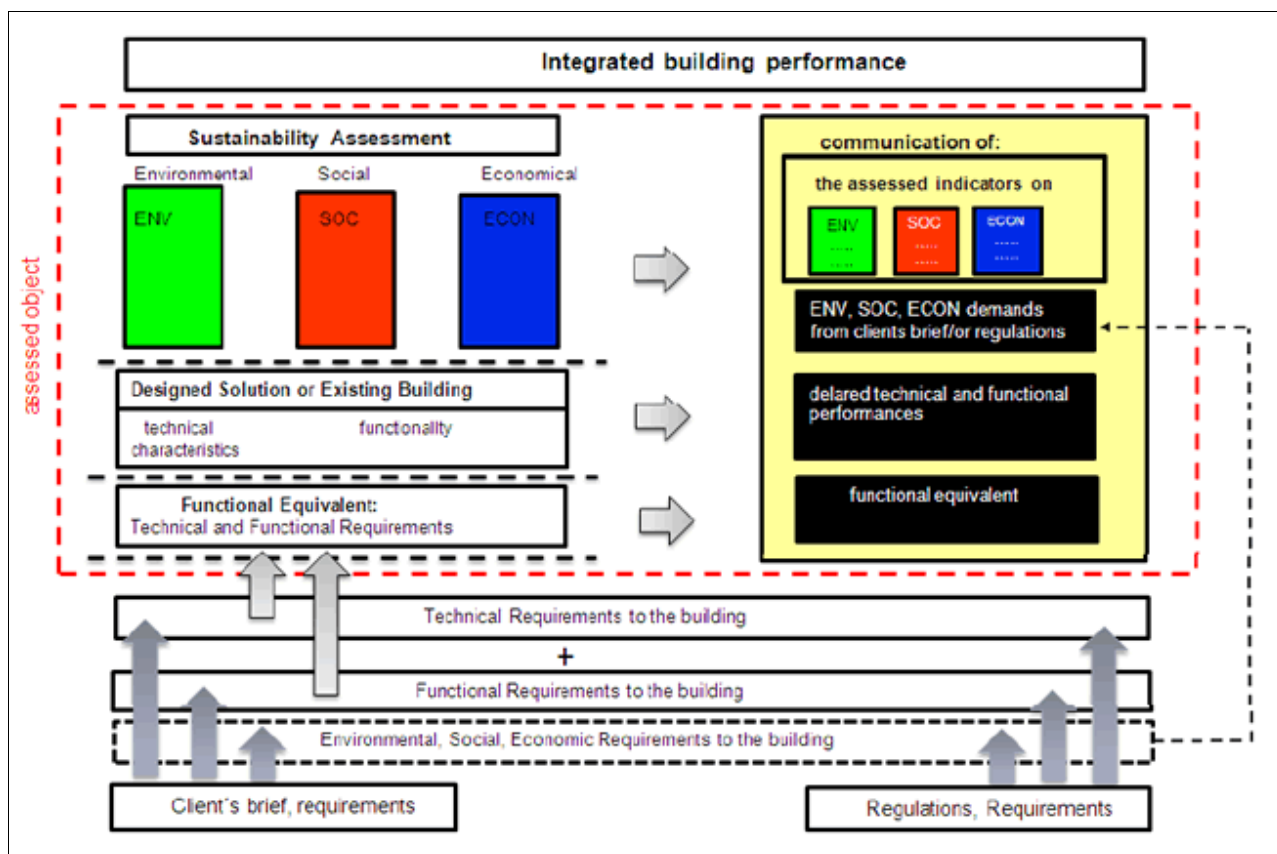 Integrated building performance
Sustainability Assessment
Environmental Social Economical
ENV SOC ECON
assessed object
Designed Solution or Existing Building
technical functionality
characteristics
Functional Equivalent:
Technical and Functional Requirements
communication of:
the assessed indicators on
ENV SOC ECON
ENV, SOC, ECON demands
from clients brief/or regulations
delared technical and functional
performances
functional equivalent
Technical Requirements to the building
+
Functional Requirements to the building
Environmental, Social, Economic Requirements to the building
Client´s brief, requirements
Regulations, Requirements